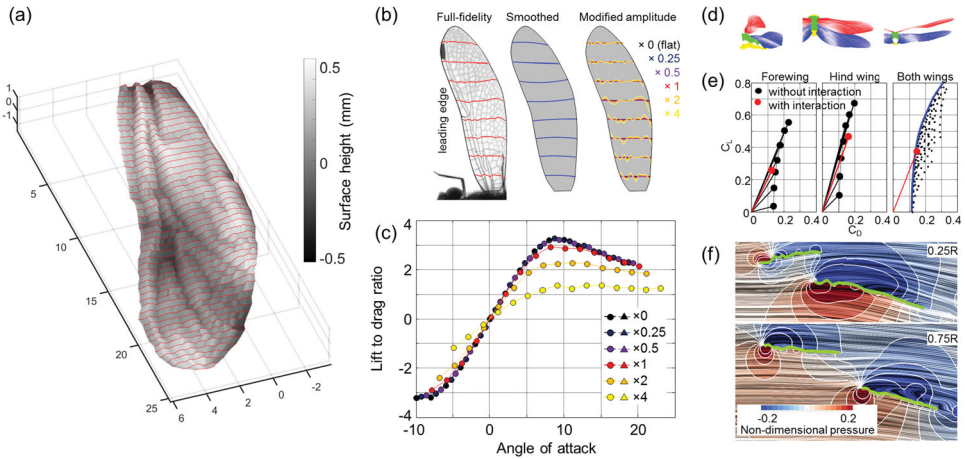 (a)
1
0
-1
5
10
15
20
25
6
4
2
0
-2
0.5
0
-0.5
Surface height (mm)
(b)
Full-fidelity
Smoothed
Modified amplitude
leading edge
× 0 (flat)
× 0.25
× 0.5
× 1
× 2
× 4
(c)
4
2
0
-2
-4
Lift to drag ratio
-10
0
10
20
Angle of attack
×0
×0.25
×0.5
×1
×2
×4
(d)
(e)
Forewing
Hind wing
Both wings
without interaction
with interaction
0.8
0.6
0.4
0.2
0
C_L
0
0.2
0.4
0
0.2
0.4
0
0.2
0.4
C_D
(f)
0.25R
0.75R
-0.2
0
0.2
Non-dimensional pressure